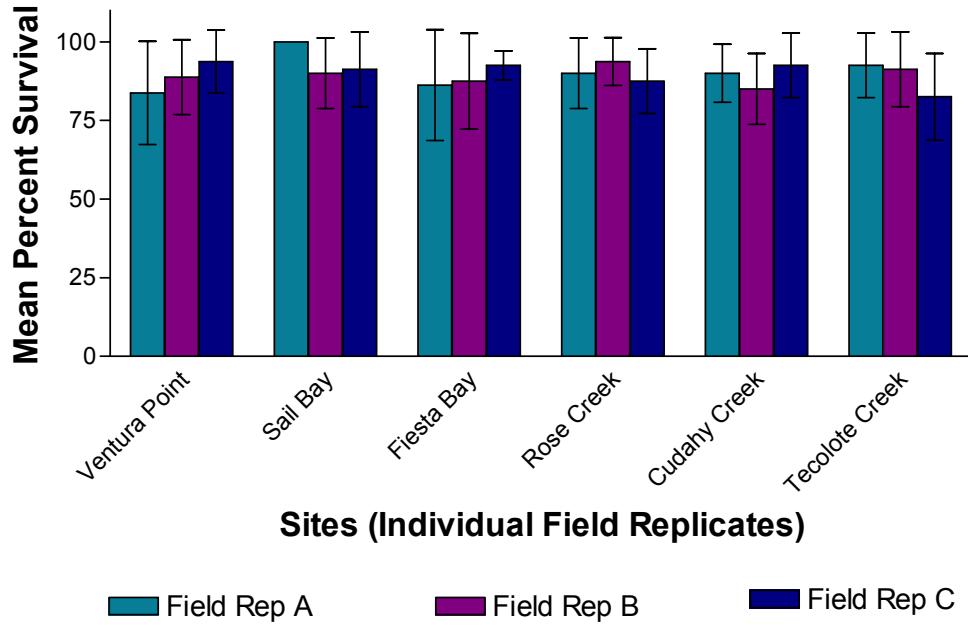 Mean Percent Survival
100
75
50
25
0
Ventura Point
Sail Bay
Fiesta Bay
Rose Creek
Cudahy Creek
Tecolote Creek
Sites (Individual Field Replicates)
Field Rep A
Field Rep B
Field Rep C